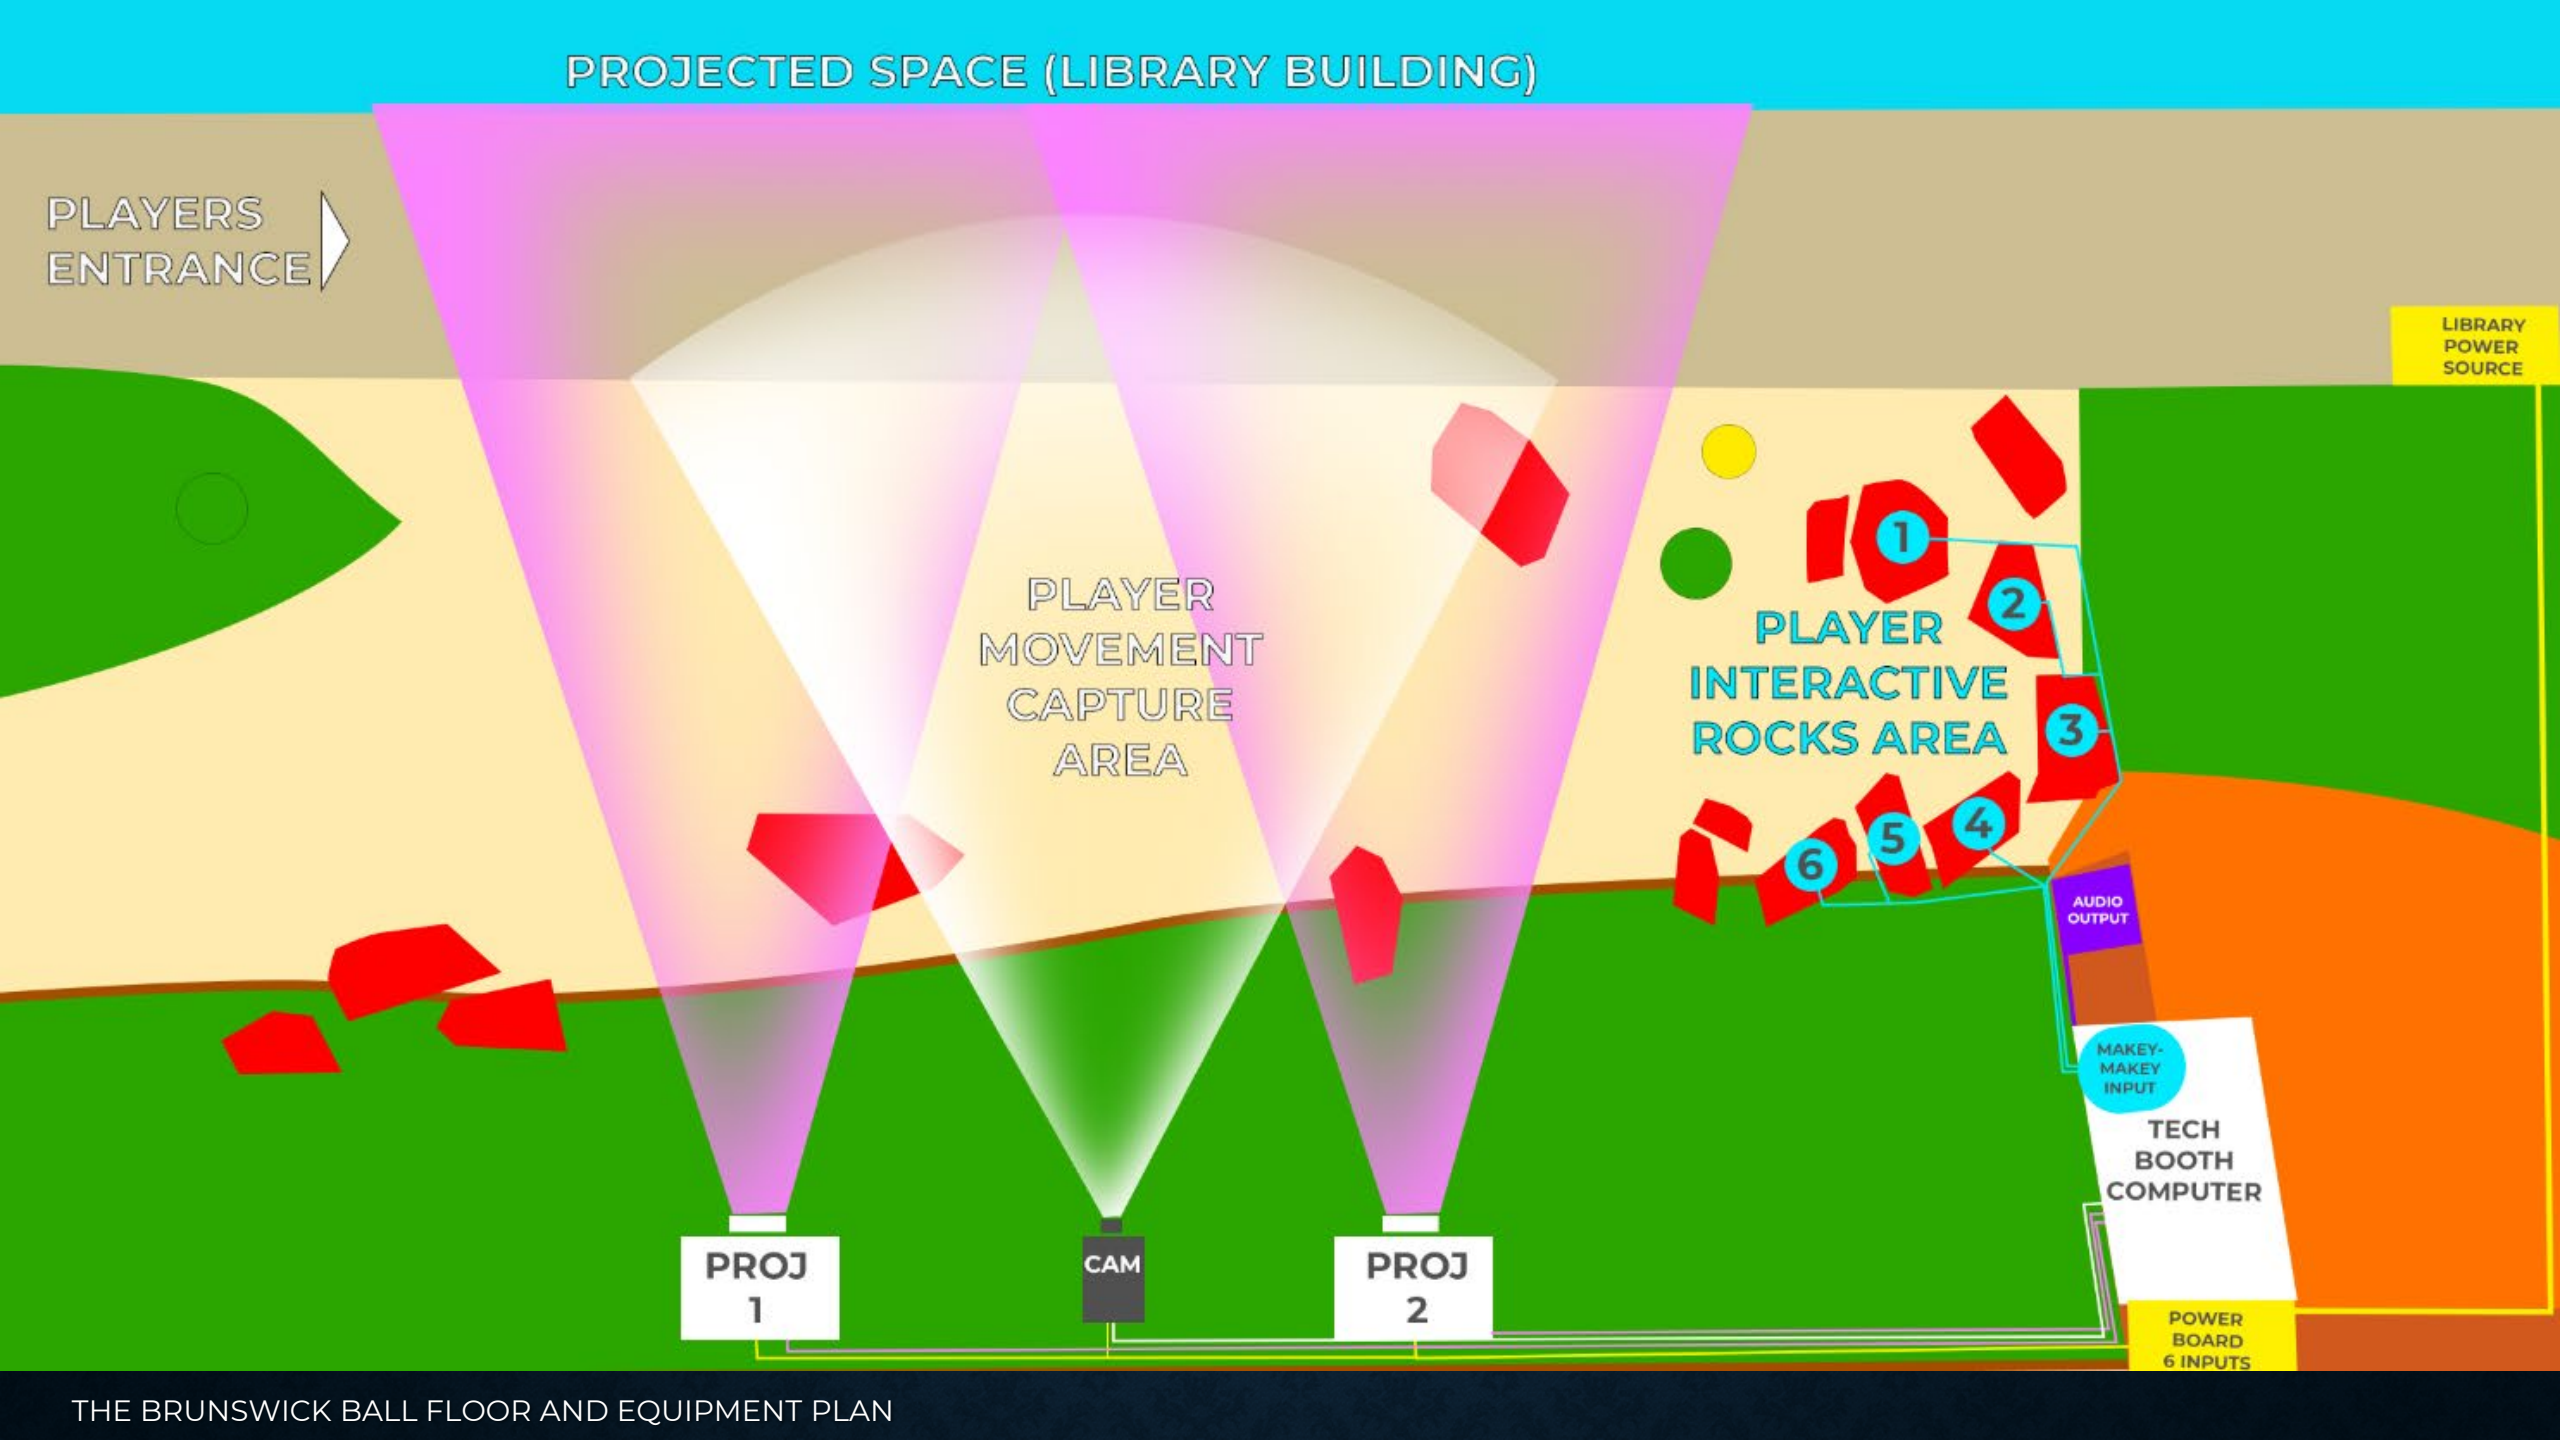 PROJECTED SPACE (LIBRARY BUILDING)
PLAYERS
ENTRANCE
LIBRARY
POWER
SOURCE
PLAYER
MOVEMENT
CAPTURE
AREA
1
2
PLAYER
INTERACTIVE
ROCKS AREA
3
4
5
6
AUDIO
OUTPUT
MAKEY-
MAKEY
INPUT
TECH
BOOTH
COMPUTER
PROJ
1
CAM
PROJ
2
POWER
BOARD
6 INPUTS
THE BRUNSWICK BALL FLOOR AND EQUIPMENT PLAN